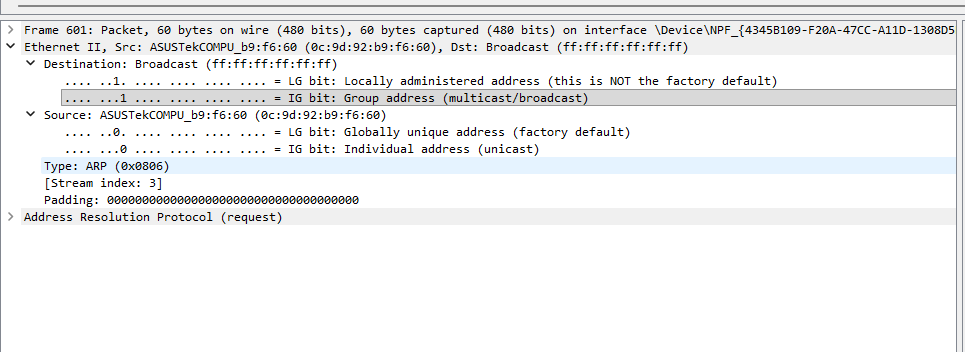 Frame 601: Packet, 60 bytes on wire (480 bits), 60 bytes captured (480 bits) on interface \Device\NPF_{4345B109-F20A-47CC-A11D-1308D5
Ethernet II, Src: ASUSTekCOMPU_b9:f6:60 (0c:9d:92:b9:f6:60), Dst: Broadcast (ff:ff:ff:ff:ff:ff)
Destination: Broadcast (ff:ff:ff:ff:ff:ff)
.... ..1. .... .... .... .... = LG bit: Locally administered address (this is NOT the factory default)
.... ...1 .... .... .... .... = IG bit: Group address (multicast/broadcast)
Source: ASUSTekCOMPU_b9:f6:60 (0c:9d:92:b9:f6:60)
.... ..0. .... .... .... .... = LG bit: Globally unique address (factory default)
.... ...0 .... .... .... .... = IG bit: Individual address (unicast)
Type: ARP (0x0806)
[Stream index: 3]
Padding: 000000000000000000000000000000000000
Address Resolution Protocol (request)